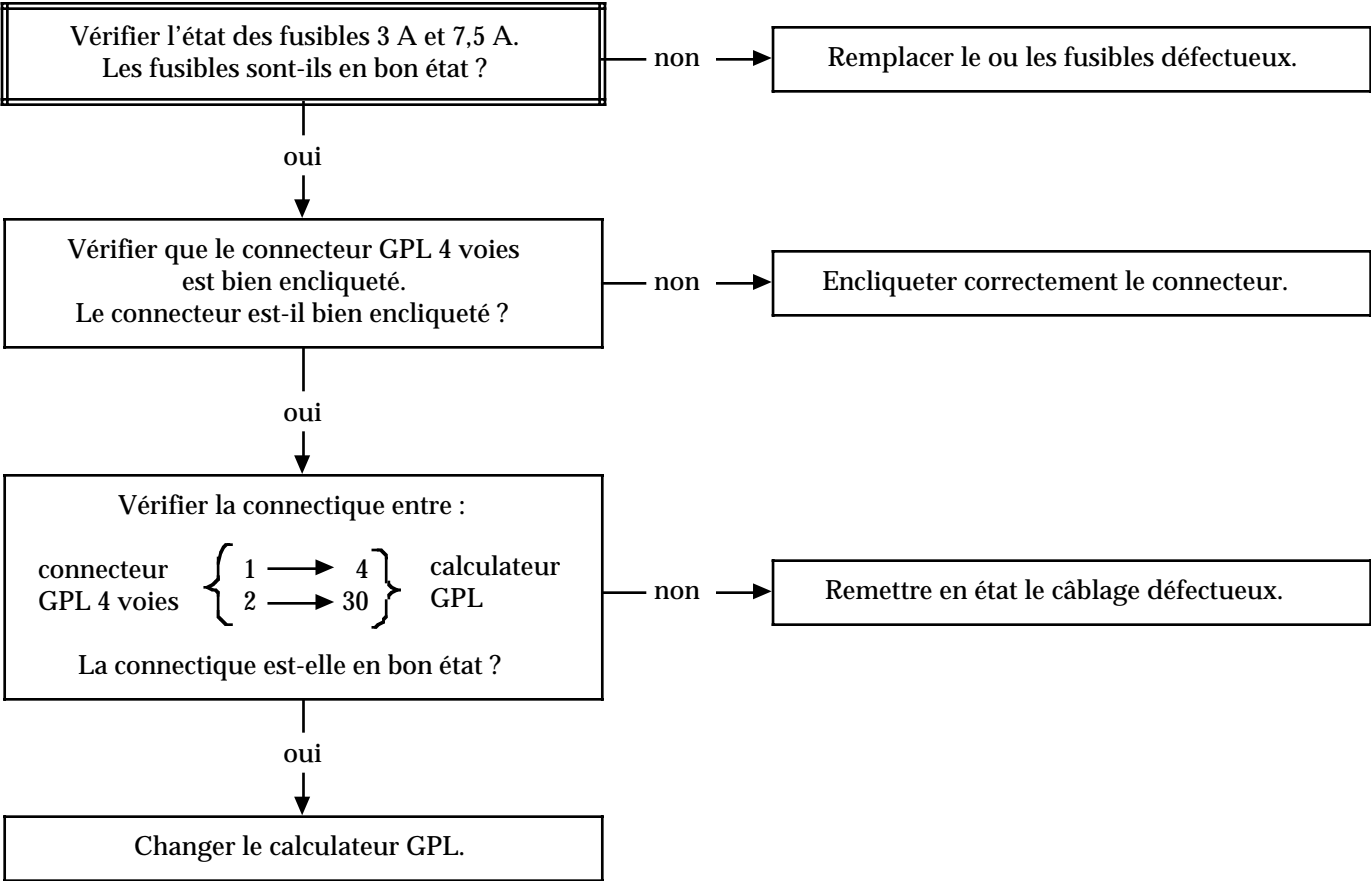 Vérifier l’état des fusibles 3 A et 7,5 A.
Les fusibles sont-ils en bon état ?
non
Remplacer le ou les fusibles défectueux.
oui
Vérifier que le connecteur GPL 4 voies
est bien encliqueté.
Le connecteur est-il bien encliqueté ?
non
Encliqueter correctement le connecteur.
oui
Vérifier la connectique entre :
connecteur
GPL 4 voies
1 4
2 30
calculateur
GPL
La connectique est-elle en bon état ?
non
Remettre en état le câblage défectueux.
oui
Changer le calculateur GPL.